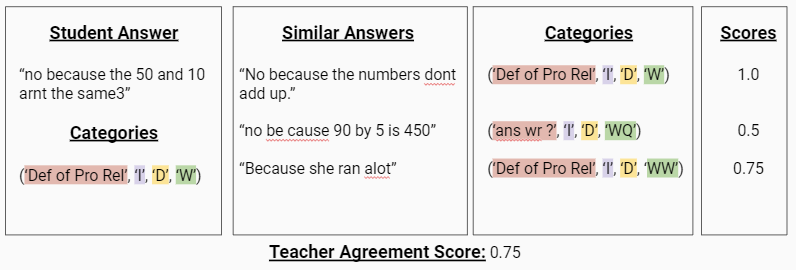 Student Answer
“no because the 50 and 10
arnt the same3”
Categories
(‘Def of Pro Rel’, ‘I’, ‘D’, ‘W’)
Similar Answers
“No because the numbers dont
add up.”
“no be cause 90 by 5 is 450”
“Because she ran alot”
Categories
(‘Def of Pro Rel’, ‘I’, ‘D’, ‘W’)
(‘ans wr ?’, ‘I’, ‘D’, ‘WQ’)
(‘Def of Pro Rel’, ‘I’, ‘D’, ‘WW’)
Scores
1.0
0.5
0.75
Teacher Agreement Score: 0.75